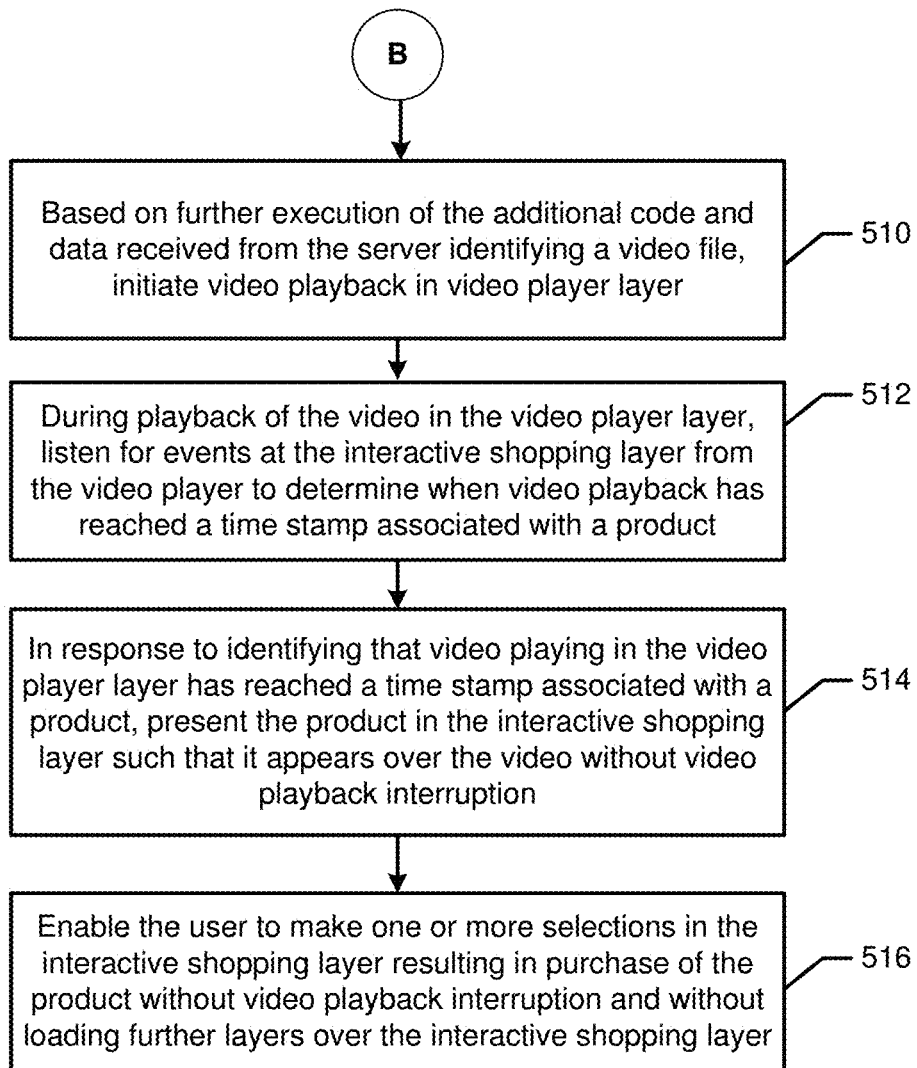 B
Based on further execution of the additional code and
data received from the server identifying a video file,
initiate video playback in video player layer
510
During playback of the video in the video player layer,
listen for events at the interactive shopping layer from
the video player to determine when video playback has
reached a time stamp associated with a product
512
In response to identifying that video playing in the video
player layer has reached a time stamp associated with a
product, present the product in the interactive shopping
layer such that it appears over the video without video
playback interruption
514
Enable the user to make one or more selections in the
interactive shopping layer resulting in purchase of the
product without video playback interruption and without
loading further layers over the interactive shopping layer
516